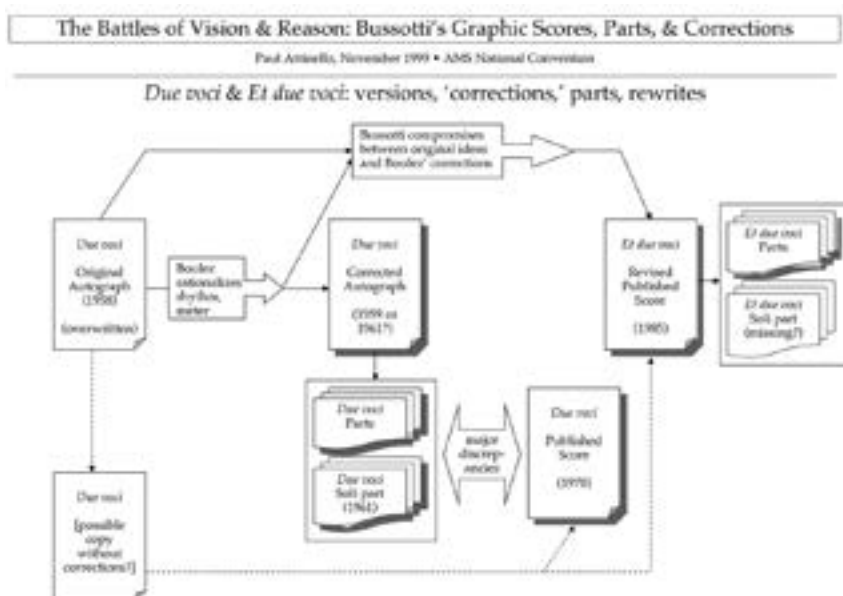 The Battles of Vision & Reason: Bussotti's Graphic Scores, Parts, & Corrections
Paul Attinello, November 1999 • AMS National Convention
Due voci & Et due voci: versions, 'corrections,' parts, rewrites
Bussotti compromises
between original ideas
and Boulez' corrections
Due voci
Original
Autograph
(1958)
(overwritten)
Boulez
rationalizes
rhythm,
meter
Due voci
Corrected
Autograph
(1959 or
1961?)
Et due voci
Revised
Published
Score
(1985)
Et due voci
Parts
Et due voci
Soli part
(missing?)
Due voci
Parts
Due voci
Soli part
(1961)
major
discrep-
ancies
Due voci
Published
Score
(1970)
Due voci
[possible
copy
without
corrections?]